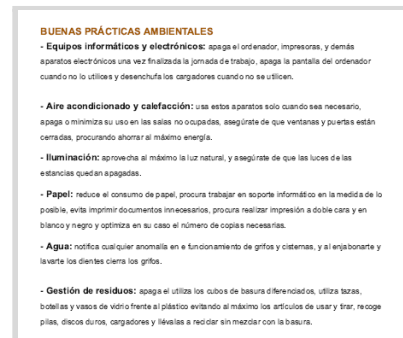 BUENAS PRÁCTICAS AMBIENTALES
- Equipos informáticos y electrónicos: apaga el ordenador, impresoras, y demás
aparatos electrónicos una vez finalizada la jornada de trabajo, apaga la pantalla del ordenador
cuando no lo utilices y desenchufa los cargadores cuando no se utilicen.
- Aire acondicionado y calefacción: usa estos aparatos solo cuando sea necesario,
apaga o minimiza su uso en las salas no ocupadas, asegúrate de que ventanas y puertas están
cerradas, procurando ahorrar al máximo energía.
- Iluminación: aprovecha al máximo la luz natural, y asegúrate de que las luces de las
estancias quedan apagadas.
- Papel: reduce el consumo de papel, procura trabajar en soporte informático en la medida de lo
posible, evita imprimir documentos innecesarios, procura realizar impresión a doble cara y en
blanco y negro y optimiza en su caso el número de copias necesarias.
- Agua: notifica cualquier anomalía en e funcionamiento de grifos y cisternas, y al enjabonarte y
lavarte los dientes cierra los grifos.
- Gestión de residuos: apaga el utiliza los cubos de basura diferenciados, utiliza tazas,
botellas y vasos de vidrio frente al plástico evitando al máximo los artículos de usar y tirar, recoge
pilas, discos duros, cargadores y llévalas a reciclar sin mezclar con la basura.